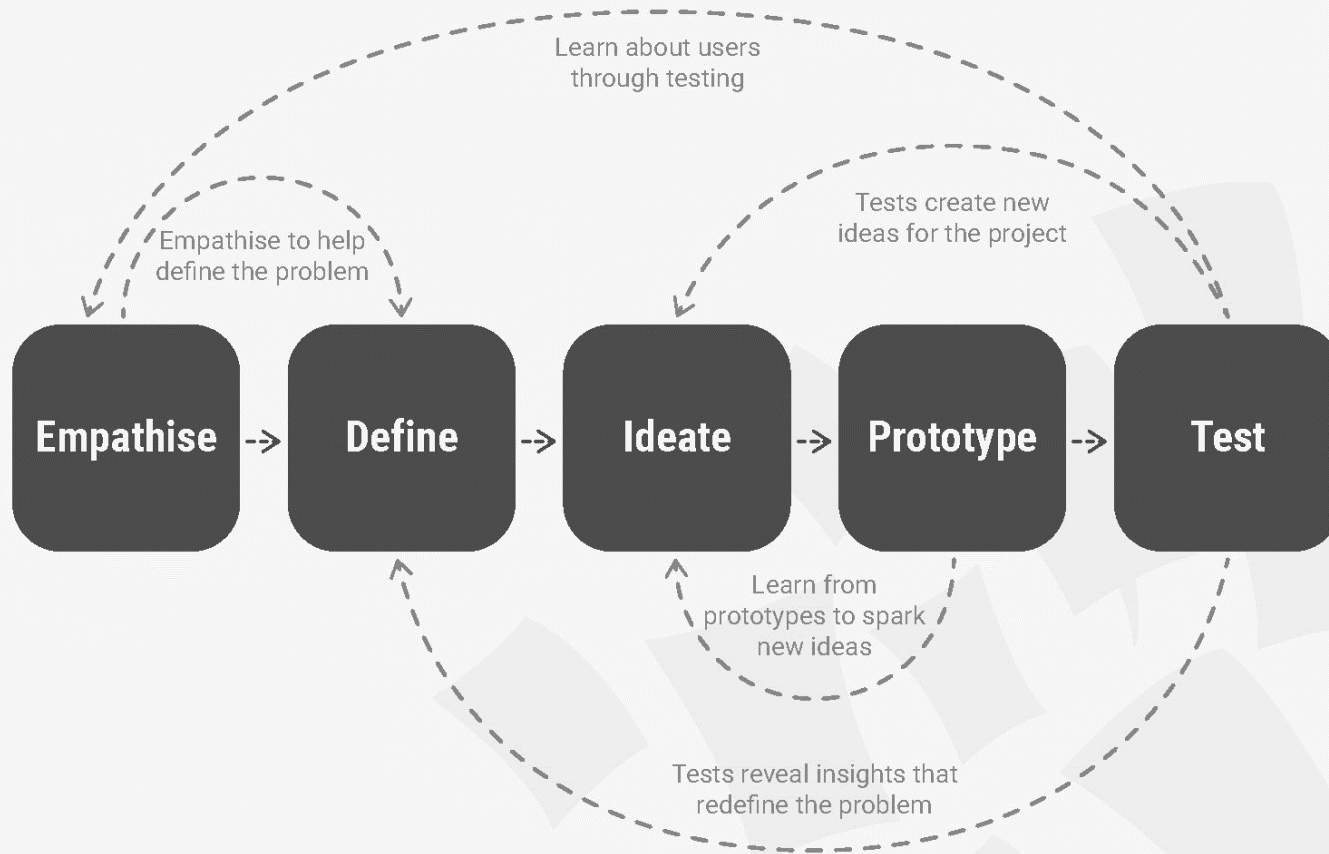 Learn about users
through testing
Tests create new
ideas for the project
Empathise to help
define the problem
Empathise
Define
Ideate
Prototype
Test
Learn from
prototypes to spark
new ideas
Tests reveal insights that
redefine the problem